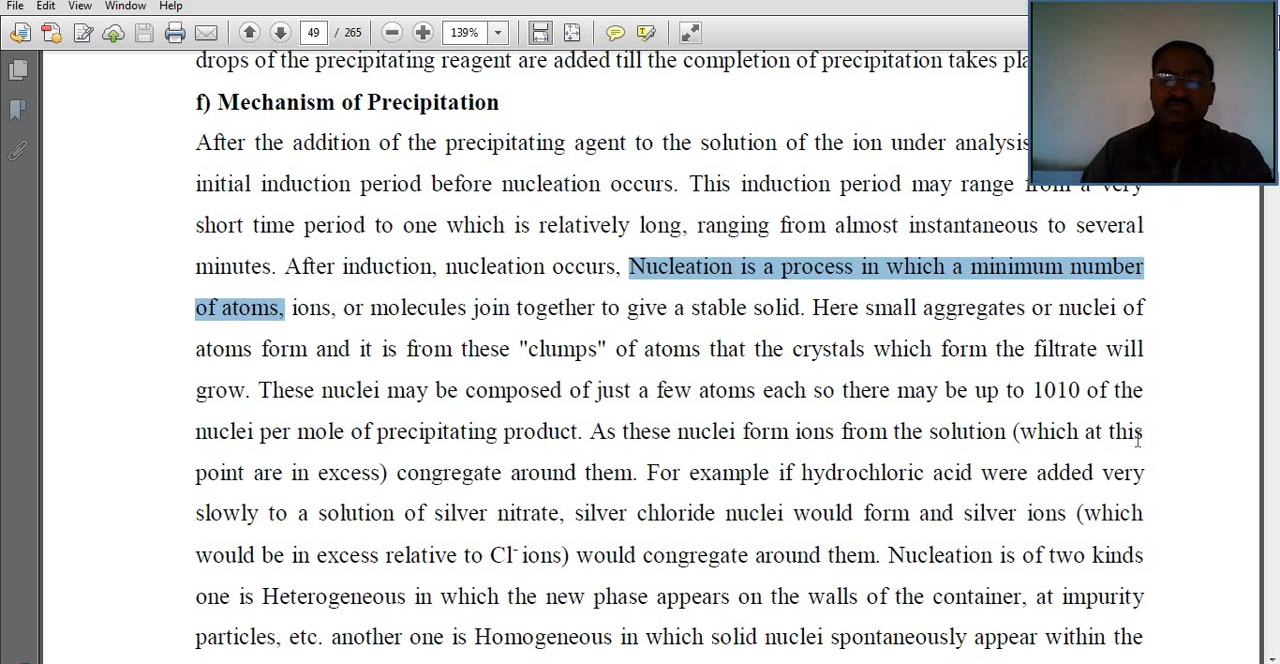 File Edit View Window Help
49 / 265 139%
drops of the precipitating reagent are added till the completion of precipitation takes
f) Mechanism of Precipitation
After the addition of the precipitating agent to the solution of the ion under analysis
initial induction period before nucleation occurs. This induction period may range from a very
short time period to one which is relatively long, ranging from almost instantaneous to several
minutes. After induction, nucleation occurs, Nucleation is a process in which a minimum number
of atoms, ions, or molecules join together to give a stable solid. Here small aggregates or nuclei of
atoms form and it is from these "clumps" of atoms that the crystals which form the filtrate will
grow. These nuclei may be composed of just a few atoms each so there may be up to 1010 of the
nuclei per mole of precipitating product. As these nuclei form ions from the solution (which at this
point are in excess) congregate around them. For example if hydrochloric acid were added very
slowly to a solution of silver nitrate, silver chloride nuclei would form and silver ions (which
would be in excess relative to Cl⁻ ions) would congregate around them. Nucleation is of two kinds
one is Heterogeneous in which the new phase appears on the walls of the container, at impurity
particles, etc. another one is Homogeneous in which solid nuclei spontaneously appear within the